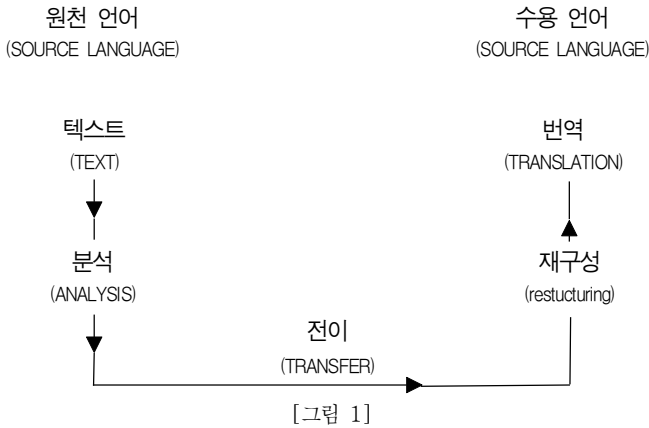 원천 언어 수용 언어
(SOURCE LANGUAGE) (SOURCE LANGUAGE)
텍스트 번역
(TEXT) (TRANSLATION)
분석 재구성
(ANALYSIS) (restucturing)
전이
(TRANSFER)
[그림 1]